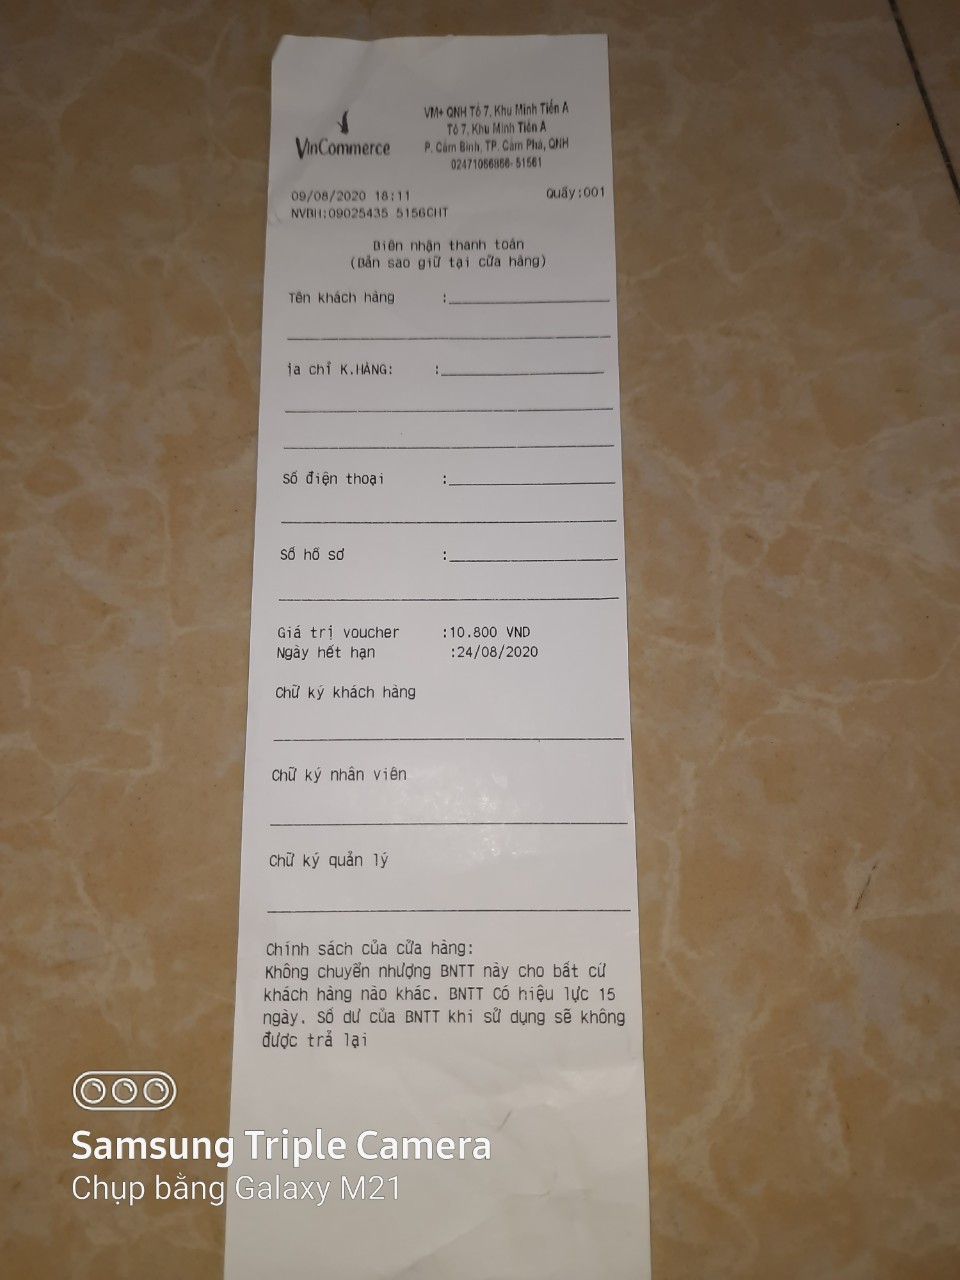 VinCommerce
VM+ QNH Tổ 7, Khu Minh Tiến A
Tổ 7, Khu Minh Tiến A
P. Cẩm Bình, TP. Cẩm Phả, QNH
02471066866-51561
09/08/2020 18:11 Quầy:001
NVBH:09025435 5156CHT
Biên nhận thanh toán
(Bản sao giữ tại cửa hàng)
Tên khách hàng :
ịa chỉ K.HÀNG: :
Số điện thoại :
Số hồ sơ :
Giá trị voucher :10.800 VND
Ngày hết hạn :24/08/2020
Chữ ký khách hàng
Chữ ký nhân viên
Chữ ký quản lý
Chính sách của cửa hàng:
Không chuyển nhượng BNTT này cho bất cứ
khách hàng nào khác. BNTT Có hiệu lực 15
ngày. Số dư của BNTT khi sử dụng sẽ không
được trả lại
Samsung Triple Camera
Chụp bằng Galaxy M21